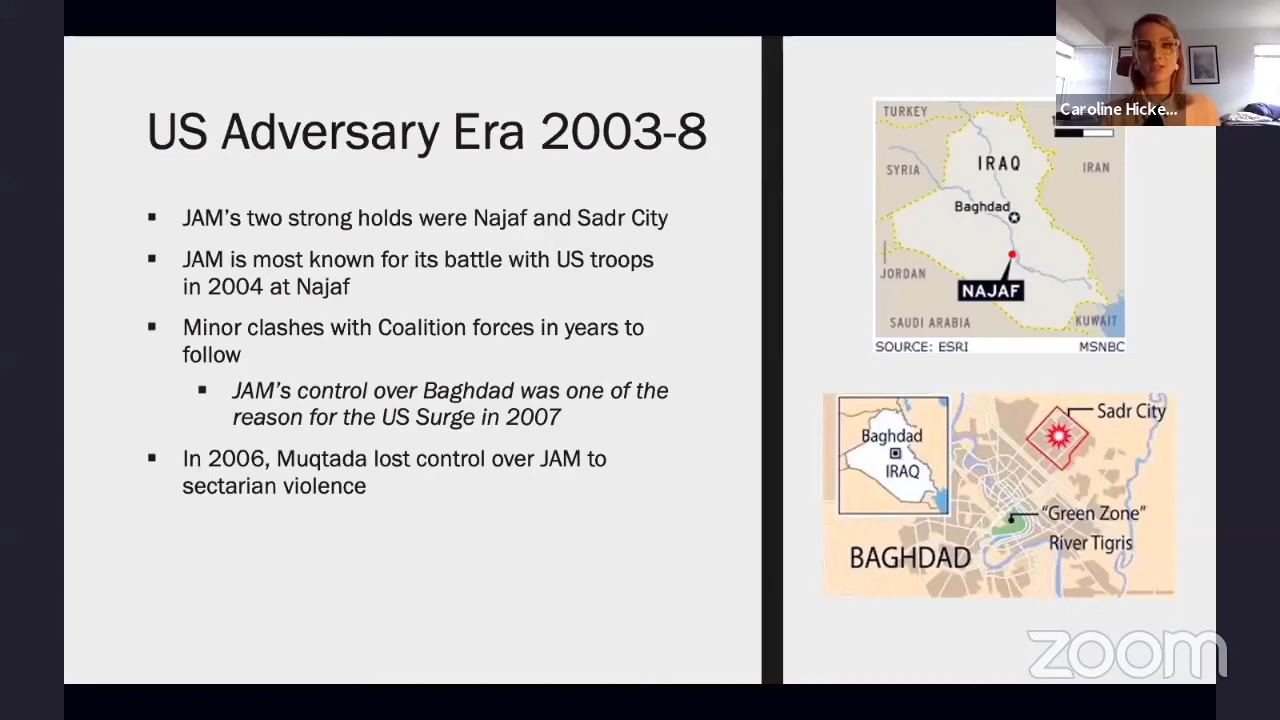 US Adversary Era 2003-8
▪ JAM's two strong holds were Najaf and Sadr City
▪ JAM is most known for its battle with US troops
in 2004 at Najaf
▪ Minor clashes with Coalition forces in years to
follow
▪ JAM's control over Baghdad was one of the
reason for the US Surge in 2007
▪ In 2006, Muqtada lost control over JAM to
sectarian violence
Caroline Hicke...
TURKEY
SYRIA
IRAQ
IRAN
Baghdad
JORDAN
NAJAF
SAUDI ARABIA
KUWAIT
SOURCE: ESRI
MSNBC
Baghdad
IRAQ
Sadr City
"Green Zone"
River Tigris
BAGHDAD
zoom